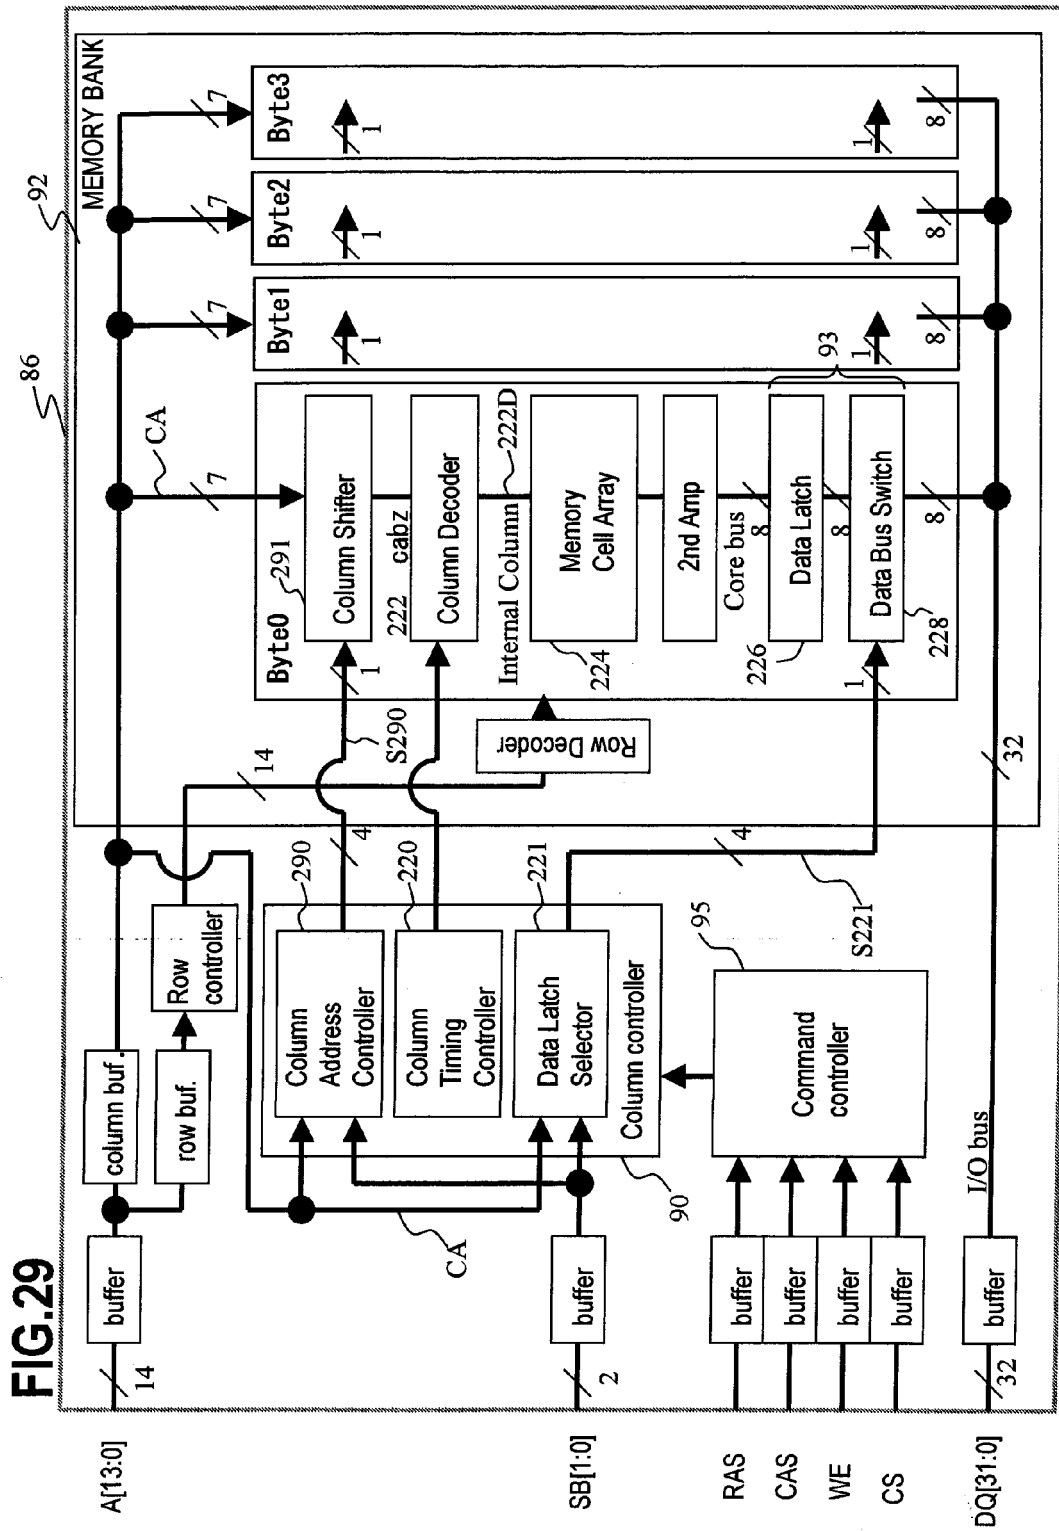 FIG.29
86
92
MEMORY BANK
A[13:0]
14
buffer
column buf.
row buf.
Row
controller
14
CA
7
7
7
7
Byte0
Byte1
Byte2
Byte3
291
Column Shifter
222
cabz
Column Decoder
Internal Column
222D
Memory
Cell Array
224
2nd Amp
Core bus
8
Data Latch
226
8
Data Bus Switch
228
93
8
1
1
1
1
1
1
1
1
8
8
8
S290
Row Decoder
4
290
Column
Address
Controller
220
Column
Timing
Controller
221
Data Latch
Selector
Column controller
90
CA
4
S221
SB[1:0]
2
buffer
95
Command
controller
RAS
CAS
WE
CS
buffer
buffer
buffer
buffer
DQ[31:0]
32
buffer
I/O bus
32